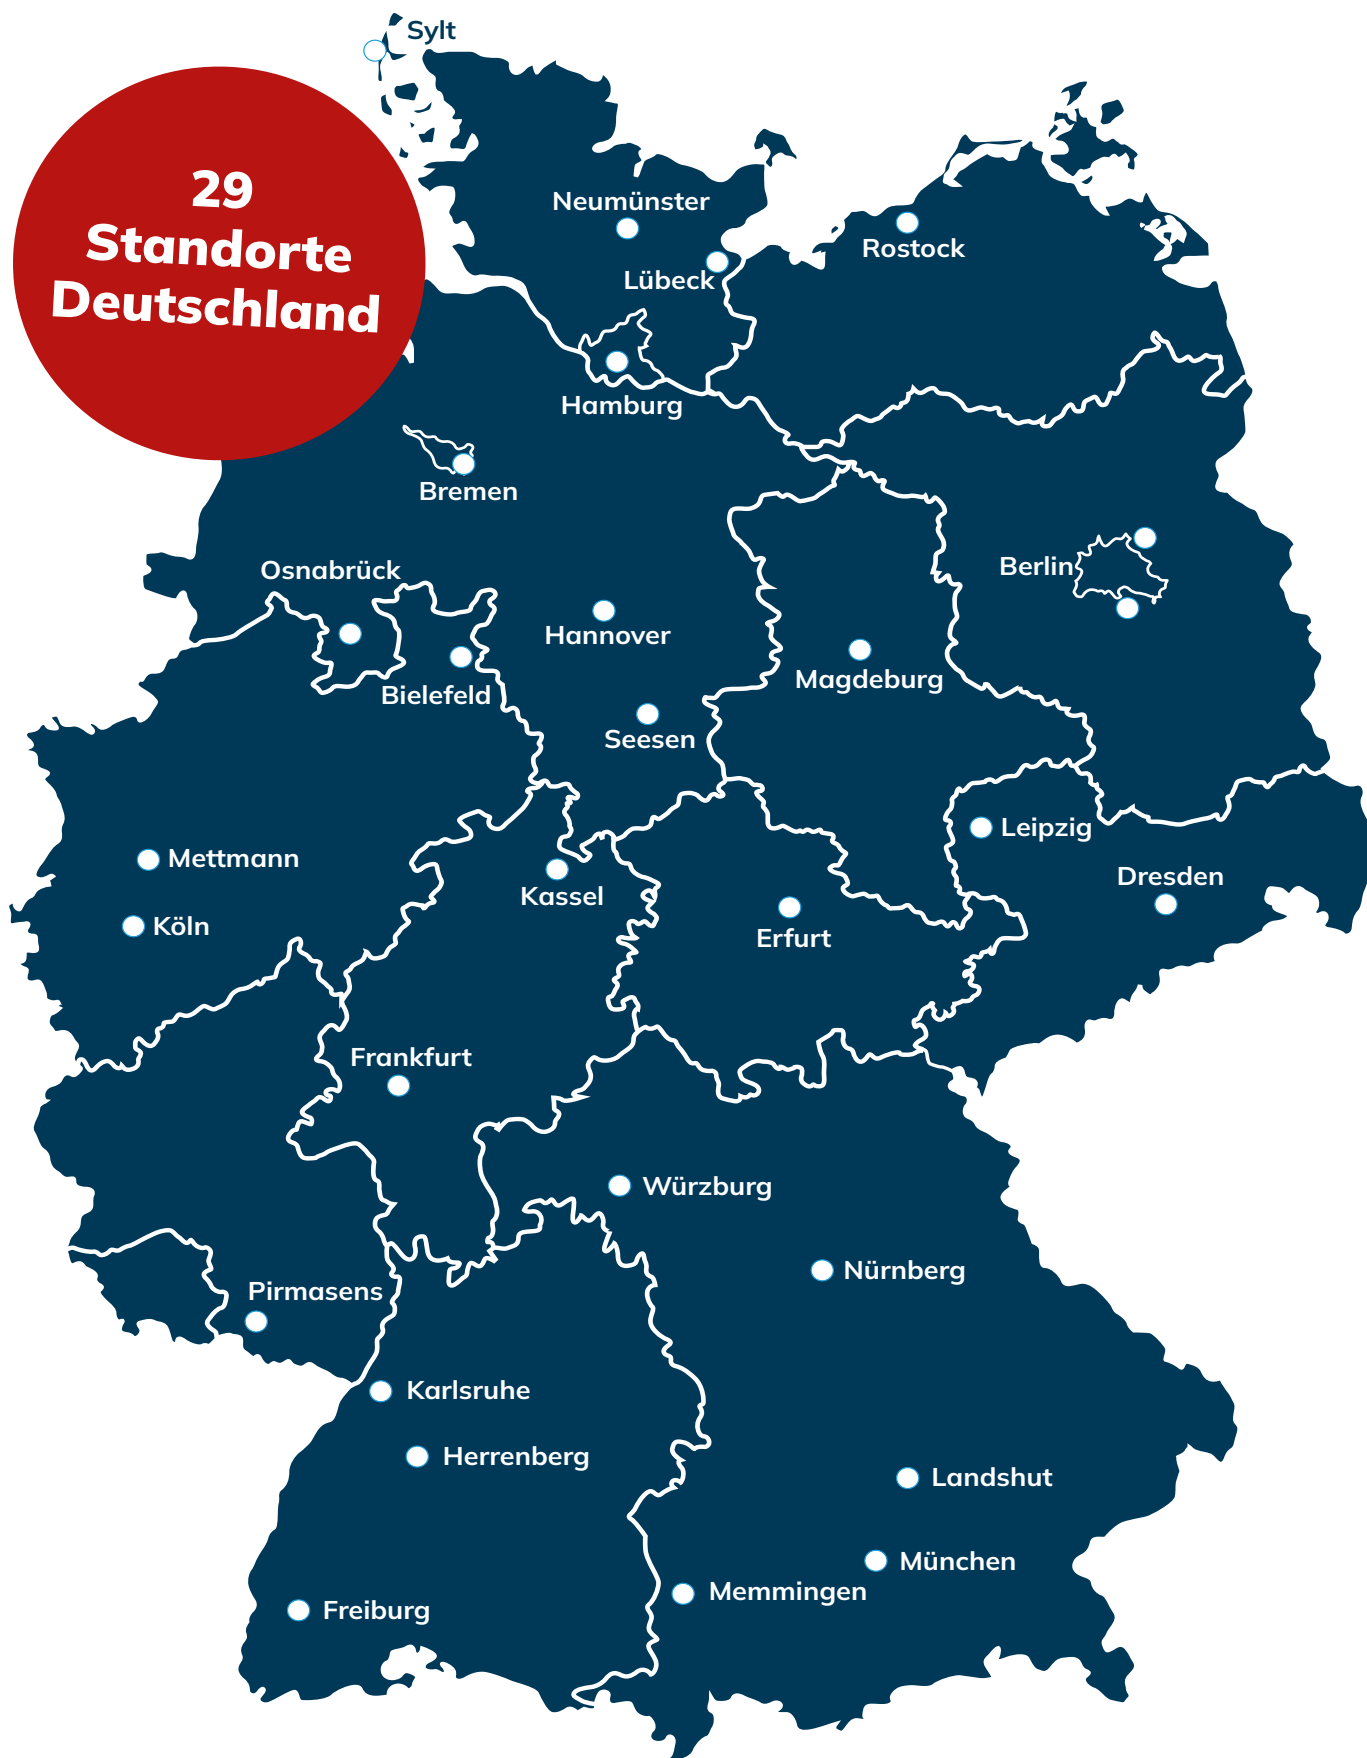 Sylt
29
Standorte
Deutschland
Neumünster
Rostock
Lübeck
Hamburg
Bremen
Berlin
Osnabrück
Hannover
Magdeburg
Bielefeld
Seesen
Leipzig
Mettmann
Dresden
Kassel
Köln
Erfurt
Frankfurt
Würzburg
Nürnberg
Pirmasens
Karlsruhe
Herrenberg
Landshut
München
Memmingen
Freiburg